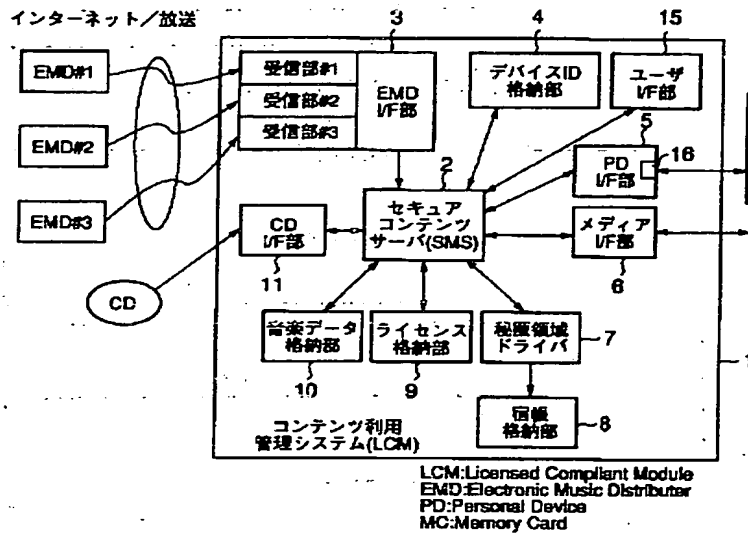 インターネット/放送
EMD#1
EMD#2
EMD#3
CD
3
受信部#1
受信部#2
受信部#3
EMD
I/F部
4
デバイスID
格納部
15
ユーザ
I/F部
5
PD
I/F部
16
2
セキュア
コンテンツ
サーバ(SMS)
CD
I/F部
11
メディア
I/F部
6
音楽データ
格納部
10
ライセンス
格納部
9
秘匿領域
ドライバ
7
宿帳
格納部
8
コンテンツ利用
管理システム(LCM)
LCM:Licensed Compliant Module
EMD:Electronic Music Distributer
PD:Personal Device
MC:Memory Card